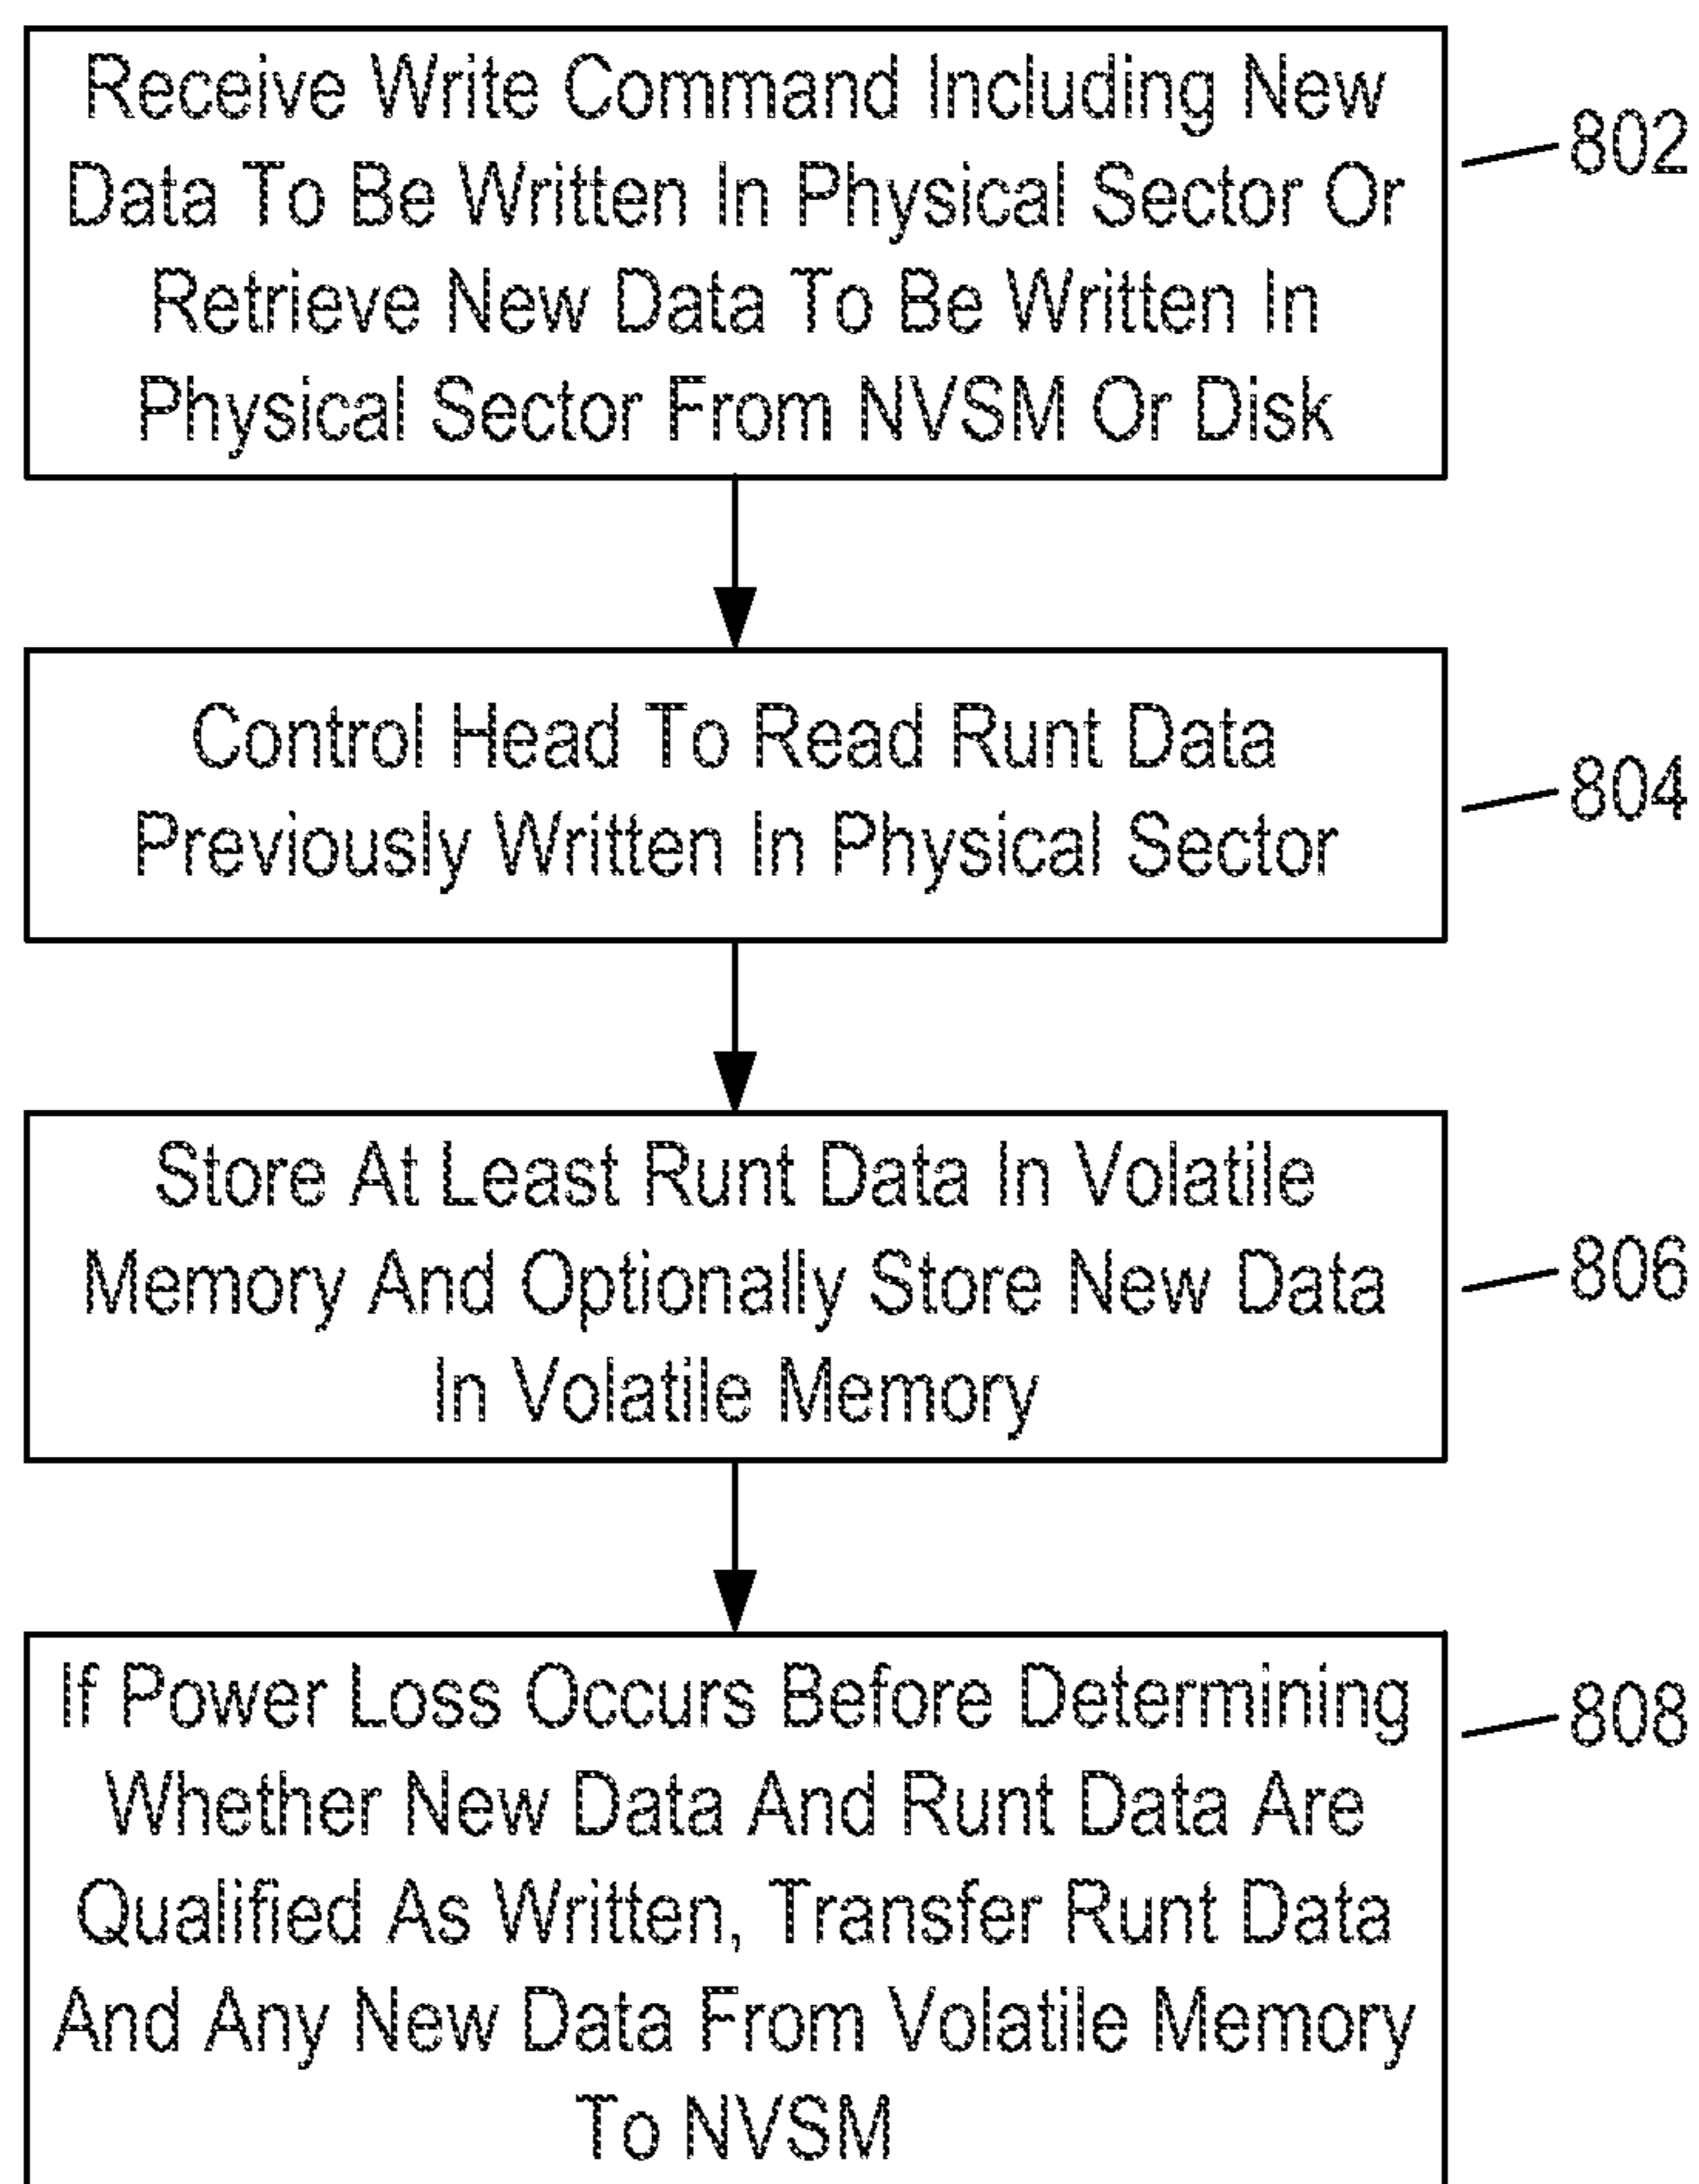 Receive Write Command Including New
Data To Be Written In Physical Sector Or
Retrieve New Data To Be Written In
Physical Sector From NVSM Or Disk
802
Control Head To Read Runt Data
Previously Written In Physical Sector
804
Store At Least Runt Data In Volatile
Memory And Optionally Store New Data
In Volatile Memory
806
If Power Loss Occurs Before Determining
Whether New Data And Runt Data Are
Qualified As Written, Transfer Runt Data
And Any New Data From Volatile Memory
To NVSM
808